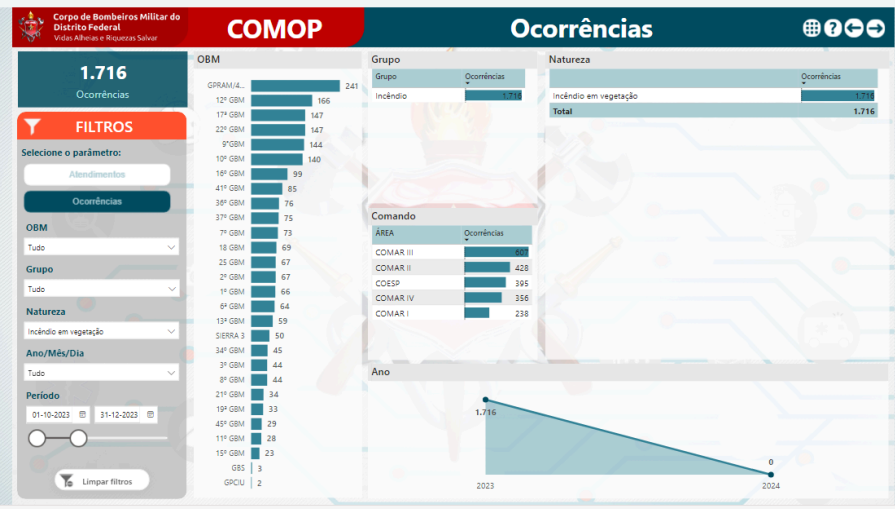 Corpo de Bombeiros Militar do
Distrito Federal
Vidas Alheias e Riquezas Salvar
COMOP
Ocorrências
1.716
Ocorrências
FILTROS
Selecione o parâmetro:
Atendimentos
Ocorrências
OBM
Tudo
Grupo
Tudo
Natureza
Incêndio em vegetação
Ano/Mês/Dia
Tudo
Período
01-10-2023 31-12-2023
Limpar filtros
OBM
GPRAM/4... 241
12º GBM 166
17º GBM 147
22º GBM 147
9°GBM 144
10º GBM 140
16º GBM 99
41º GBM 85
36º GBM 76
37º GBM 75
7º GBM 73
18 GBM 69
25 GBM 67
2º GBM 67
1º GBM 66
6º GBM 64
13º GBM 59
SIERRA 3 50
34º GBM 45
3º GBM 44
8º GBM 44
21º GBM 34
19º GBM 33
45º GBM 29
11º GBM 28
15º GBM 23
GBS 3
GPCIU 2
Grupo
Grupo Ocorrências
Incêndio 1.716
Comando
ÁREA Ocorrências
COMAR III 607
COMAR II 428
COESP 395
COMAR IV 356
COMAR I 238
Natureza
Ocorrências
Incêndio em vegetação 1.716
Total 1.716
Ano
1.716
0
2023 2024